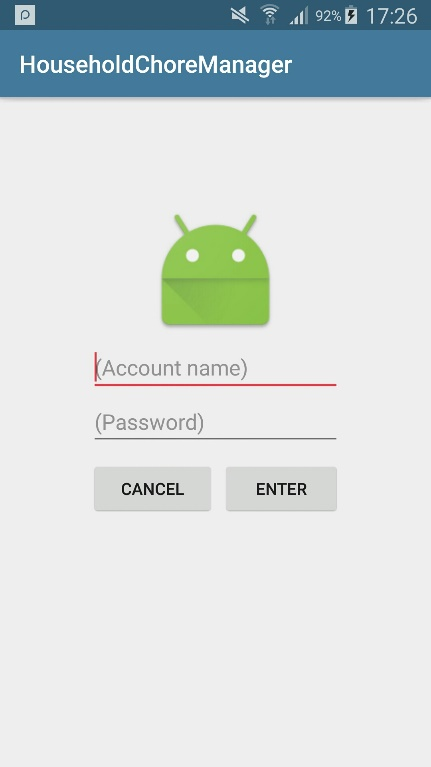 92% 17:26
HouseholdChoreManager
(Account name)
(Password)
CANCEL ENTER